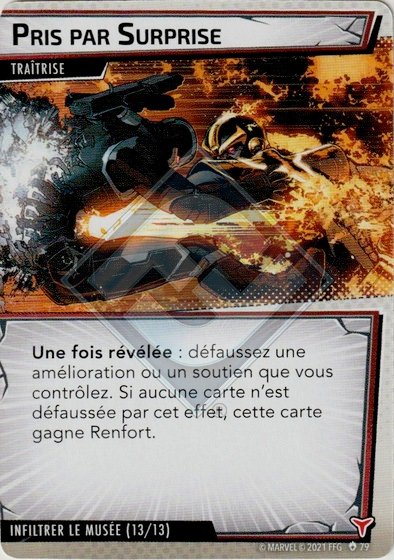 Pris par Surprise
TRAÎTRISE
Une fois révélée : défaussez une
amélioration ou un soutien que vous
contrôlez. Si aucune carte n'est
défaussée par cet effet, cette carte
gagne Renfort.
INFILTRER LE MUSÉE (13/13)
© MARVEL © 2021 FFG 79